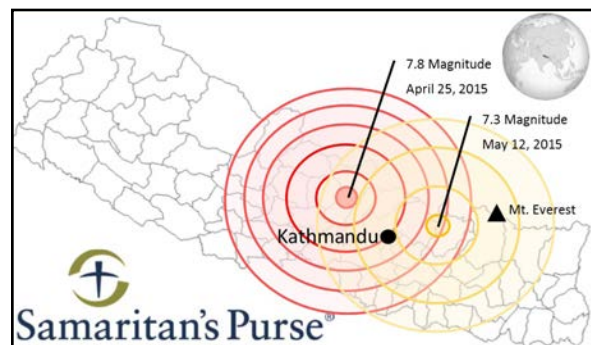 7.8 Magnitude
April 25, 2015
7.3 Magnitude
May 12, 2015
Mt. Everest
Kathmandu
Samaritan's Purse®